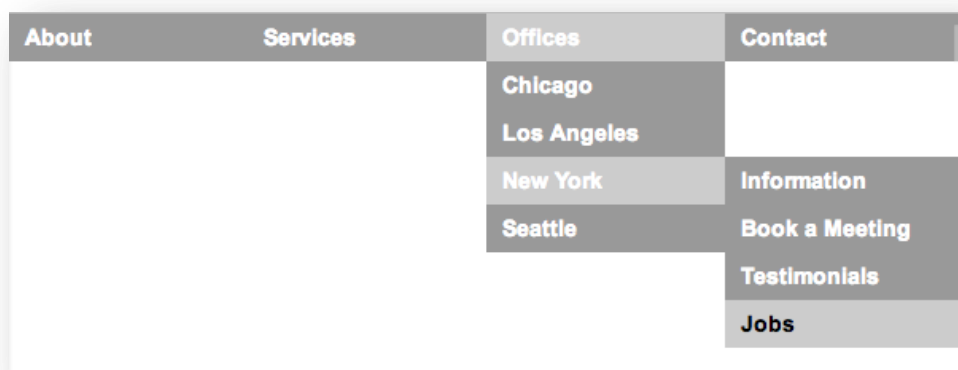 About Services Offices Contact
Chicago
Los Angeles
New York Information
Seattle Book a Meeting
Testimonials
Jobs